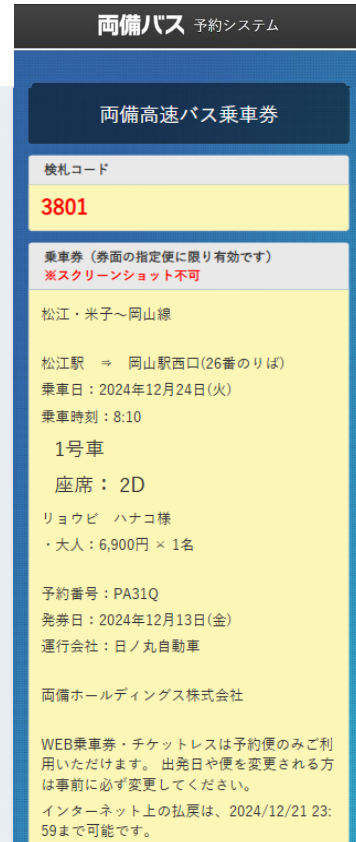 両備バス 予約システム
両備高速バス乗車券
検札コード
3801
乗車券（券面の指定便に限り有効です）
※スクリーンショット不可
松江・米子～岡山線
松江駅　⇒　岡山駅西口(26番のりば)
乗車日：2024年12月24日(火)
乗車時刻：8:10
1号車
座席： 2D
リョウビ　ハナコ様
・大人：6,900円 × 1名
予約番号：PA31Q
発券日：2024年12月13日(金)
運行会社：日ノ丸自動車
両備ホールディングス株式会社
WEB乗車券・チケットレスは予約便のみご利
用いただけます。 出発日や便を変更される方
は事前に必ず変更してください。
インターネット上の払戻は、2024/12/21 23:
59まで可能です。